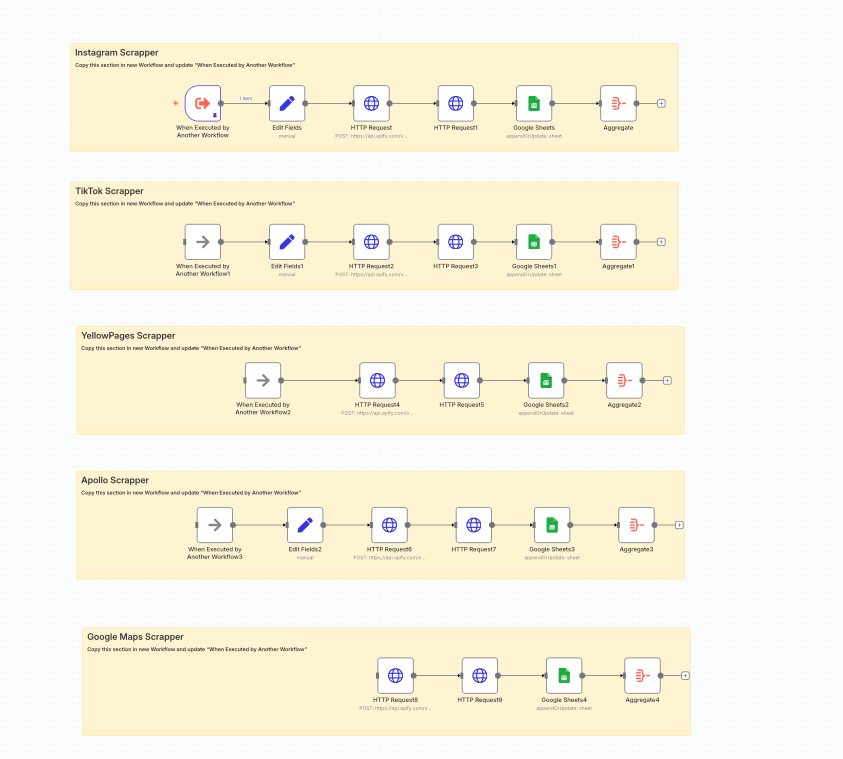 Instagram Scrapper
Copy this section in new Workflow and update "When Executed by Another Workflow"
1 item
When Executed by
Another Workflow
Edit Fields
manual
HTTP Request
POST: https://api.apify.com/v...
HTTP Request1
Google Sheets
appendOrUpdate: sheet
Aggregate
TikTok Scrapper
Copy this section in new Workflow and update "When Executed by Another Workflow"
When Executed by
Another Workflow1
Edit Fields1
manual
HTTP Request2
POST: https://api.apify.com/v...
HTTP Request3
Google Sheets1
appendOrUpdate: sheet
Aggregate1
YellowPages Scrapper
Copy this section in new Workflow and update "When Executed by Another Workflow"
When Executed by
Another Workflow2
HTTP Request4
POST: https://api.apify.com/v...
HTTP Request5
Google Sheets2
appendOrUpdate: sheet
Aggregate2
Apollo Scrapper
Copy this section in new Workflow and update "When Executed by Another Workflow"
When Executed by
Another Workflow3
Edit Fields2
manual
HTTP Request6
POST: https://api.apify.com/v...
HTTP Request7
Google Sheets3
appendOrUpdate: sheet
Aggregate3
Google Maps Scrapper
Copy this section in new Workflow and update "When Executed by Another Workflow"
HTTP Request8
POST: https://api.apify.com/v...
HTTP Request9
Google Sheets4
appendOrUpdate: sheet
Aggregate4